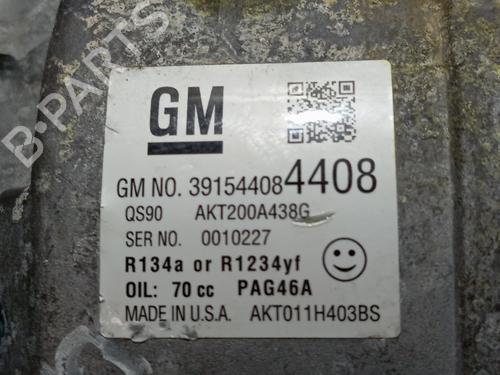 B-PARTS
GM
GM NO. 39154408 4408
QS90 AKT200A438G
SER NO. 0010227
R134a or R1234yf
OIL: 70 cc PAG46A
MADE IN U.S.A. AKT011H403BS